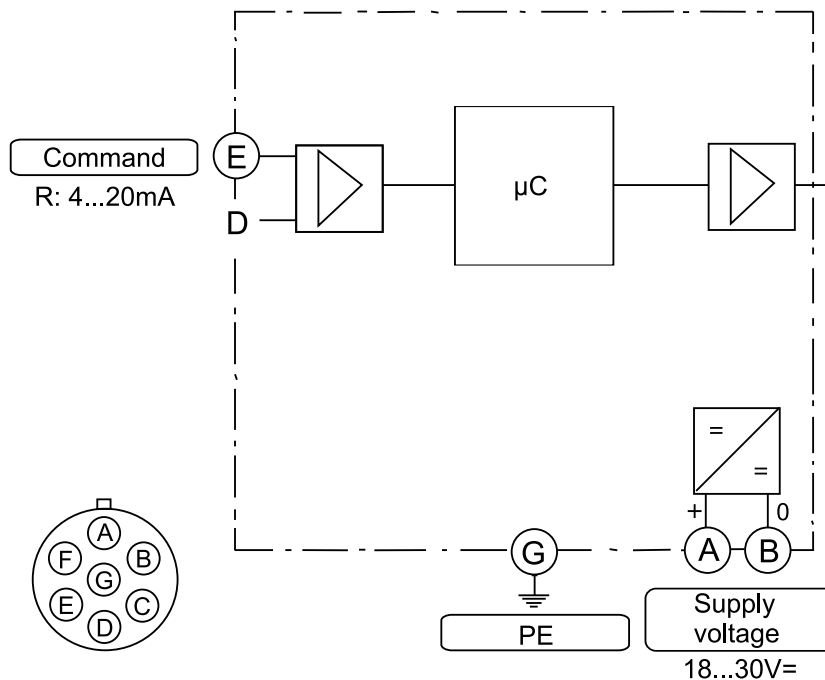 Command
R: 4...20mA
E
D
µC
=
=
+
0
G
A
B
PE
Supply
voltage
18...30V=
A
F
B
G
E
C
D